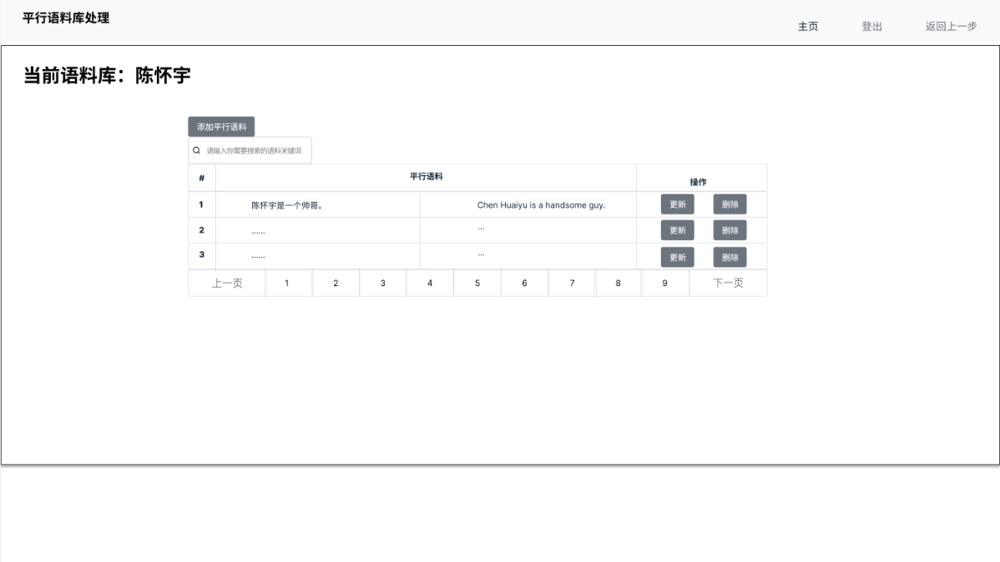 平行语料库处理
主页 登出 返回上一步
当前语料库：陈怀宇
添加平行语料
请输入你需要搜索的语料关键词
# 平行语料 操作
1 陈怀宇是一个帅哥。 Chen Huaiyu is a handsome guy. 更新 删除
2 ...... ... 更新 删除
3 ...... ... 更新 删除
上一页 1 2 3 4 5 6 7 8 9 下一页